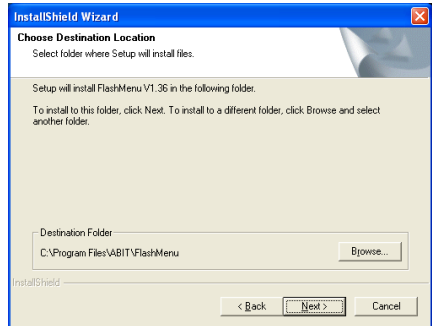 InstallShield Wizard
Choose Destination Location
Select folder where Setup will install files.
Setup will install FlashMenu V1.36 in the following folder.
To install to this folder, click Next. To install to a different folder, click Browse and select
another folder.
Destination Folder
C:\Program Files\ABIT\FlashMenu
Browse...
InstallShield
< Back
Next >
Cancel